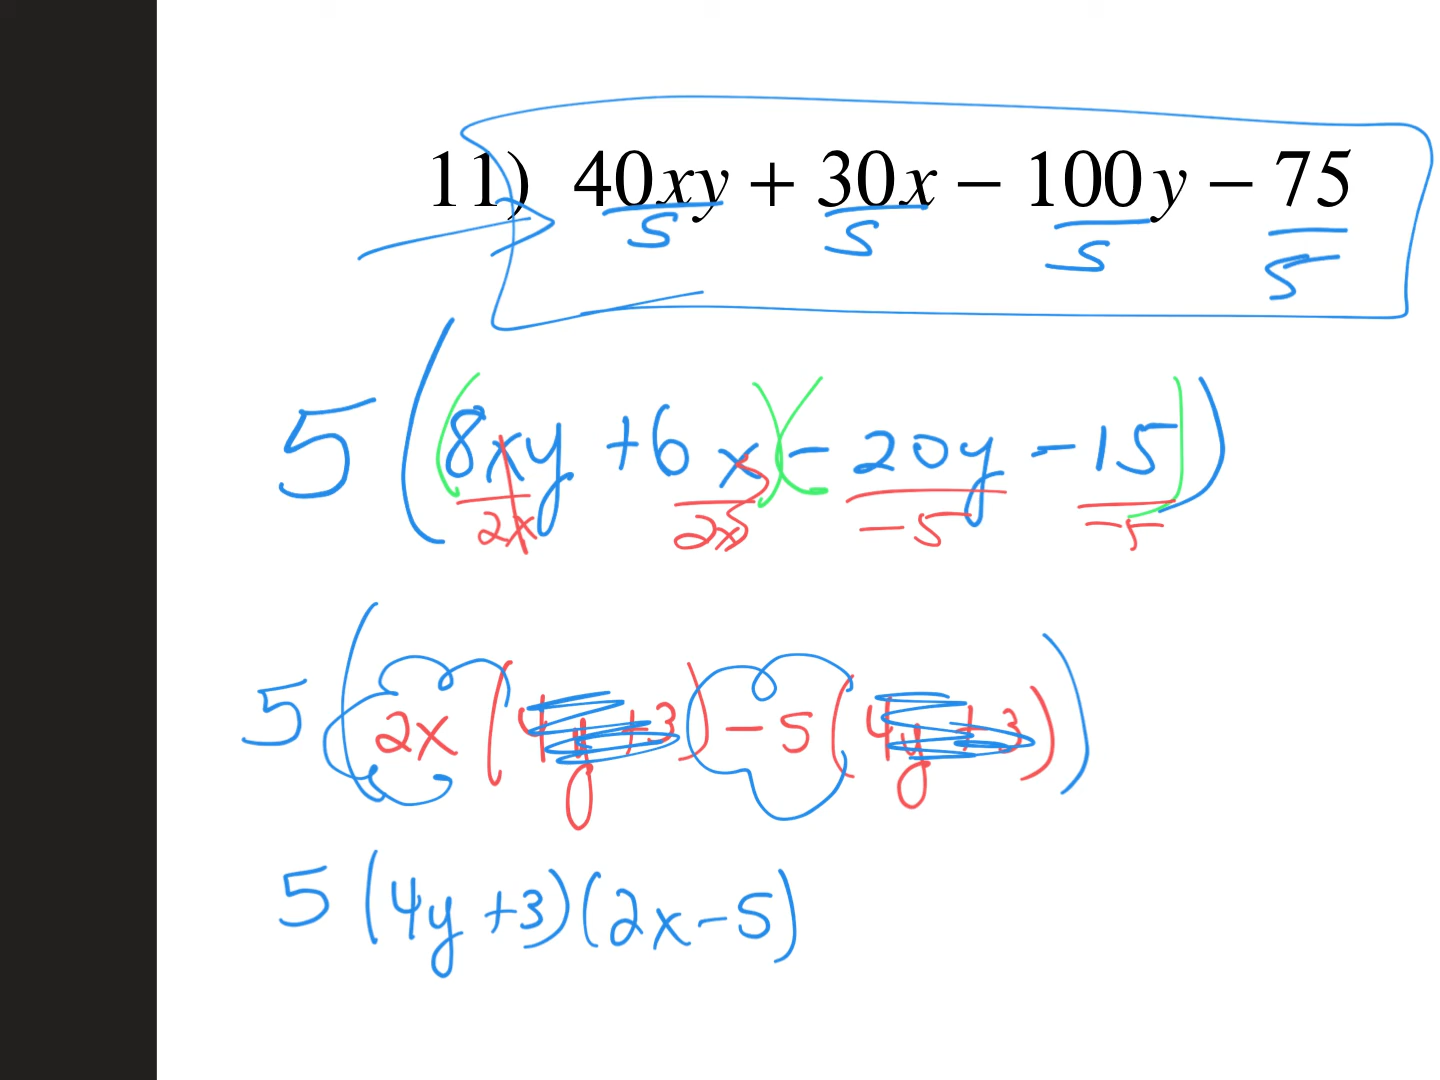 11) 40xy + 30x − 100y − 75
5 5 5 5
5 ( (8xy + 6x) (− 20y − 15) )
2x 2x −5 −5
5 ( 2x (4y + 3) − 5 (4y + 3) )
5 (4y + 3) (2x − 5)